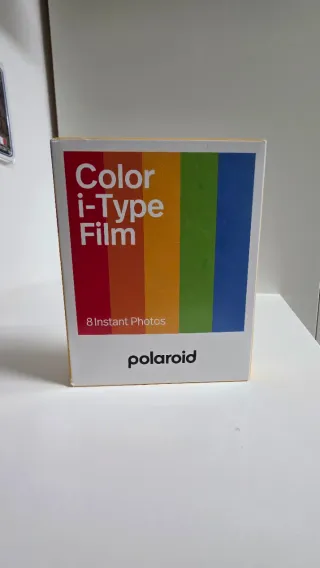 Color
i-Type
Film
8 Instant Photos
polaroid